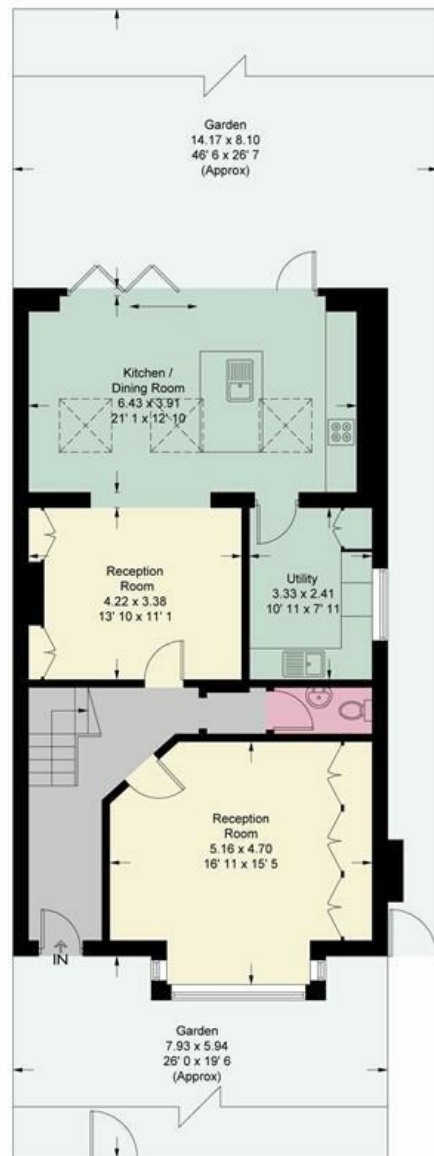 Garden
14.17 x 8.10
46' 6 x 26' 7
(Approx)
Kitchen /
Dining Room
6.43 x 3.91
21' 1 x 12' 10
Reception
Room
4.22 x 3.38
13' 10 x 11' 1
Utility
3.33 x 2.41
10' 11 x 7' 11
Reception
Room
5.16 x 4.70
16' 11 x 15' 5
IN
Garden
7.93 x 5.94
26' 0 x 19' 6
(Approx)